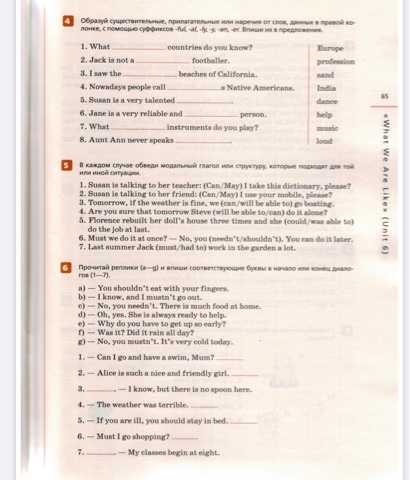 4 Образуй существительные, прилагательные или наречия от слов, данных в правой ко-
лонке, с помощью суффиксов -ful, -al, -ly, -y, -an, -er. Впиши их в предложения.
1. What ____________ countries do you know? Europe
2. Jack is not a ____________ footballer. profession
3. I saw the ____________ beaches of California. sand
4. Nowadays people call ____________s Native Americans. India
5. Susan is a very talented ____________. dance
6. Jane is a very reliable and ____________ person. help
7. What ____________ instruments do you play? music
8. Aunt Ann never speaks ____________. loud
65
«What We Are Like» (Unit 6)
5 В каждом случае обведи модальный глагол или структуру, которые подходят для той
или иной ситуации.
1. Susan is talking to her teacher: (Can/May) I take this dictionary, please?
2. Susan is talking to her friend: (Can/May) I use your mobile, please?
3. Tomorrow, if the weather is fine, we (can/will be able to) go boating.
4. Are you sure that tomorrow Steve (will be able to/can) do it alone?
5. Florence rebuilt her doll's house three times and she (could/was able to)
do the job at last.
6. Must we do it at once? — No, you (needn't/shouldn't). You can do it later.
7. Last summer Jack (must/had to) work in the garden a lot.
6 Прочитай реплики (a—g) и впиши соответствующие буквы в начало или конец диало-
гов (1—7).
a) — You shouldn't eat with your fingers.
b) — I know, and I mustn't go out.
c) — No, you needn't. There is much food at home.
d) — Oh, yes. She is always ready to help.
e) — Why do you have to get up so early?
f) — Was it? Did it rain all day?
g) — No, you mustn't. It's very cold today.
1. — Can I go and have a swim, Mum? ______
2. — Alice is such a nice and friendly girl. ______
3. ______. — I know, but there is no spoon here.
4. — The weather was terrible. ______
5. — If you are ill, you should stay in bed. ______
6. — Must I go shopping? ______
7. ______. — My classes begin at eight.